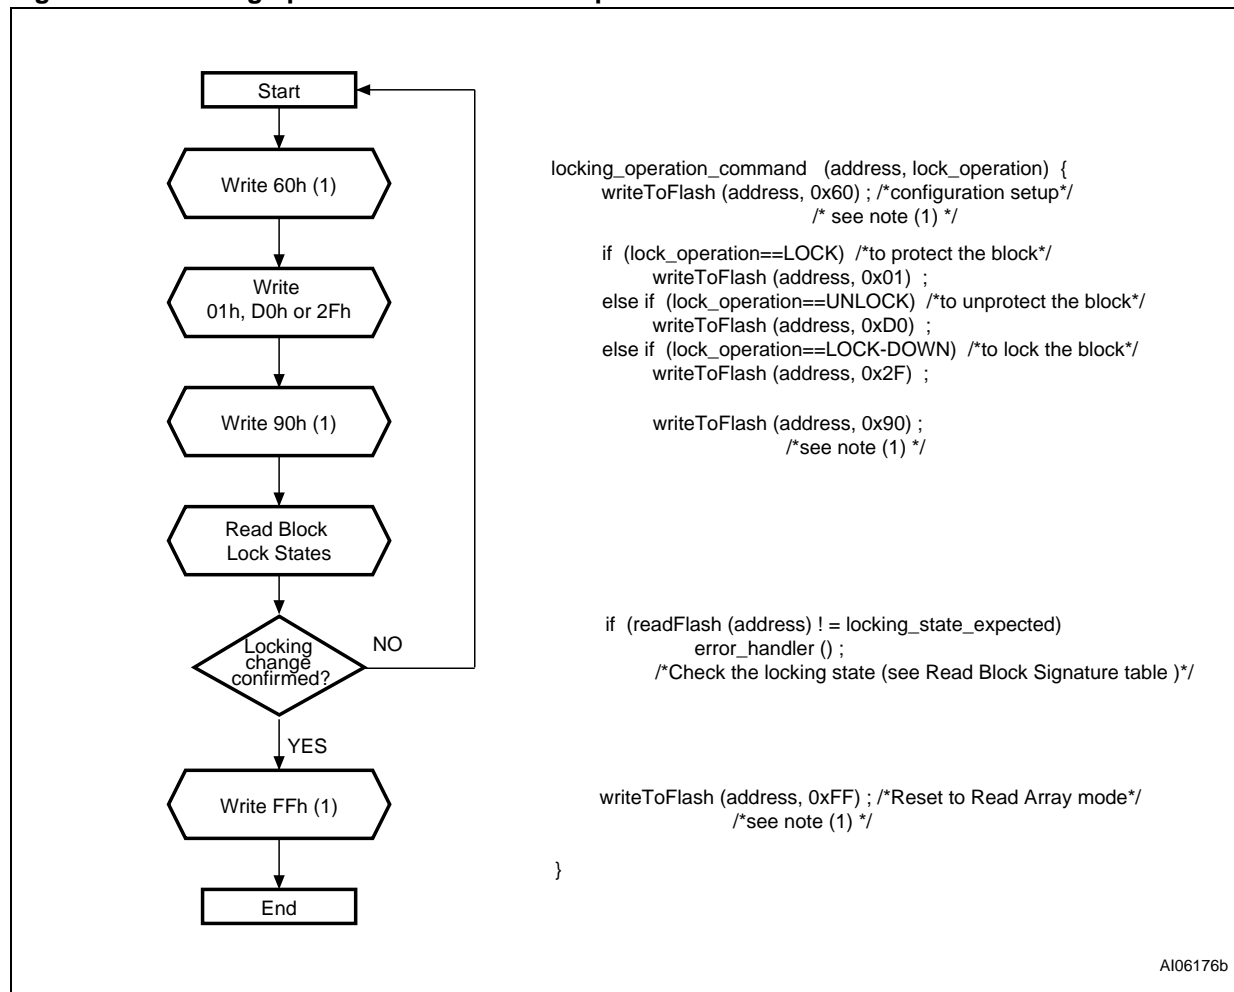 Start
Write 60h (1)
Write
01h, D0h or 2Fh
Write 90h (1)
Read Block
Lock States
Locking
change
confirmed?
NO
YES
Write FFh (1)
End
locking_operation_command (address, lock_operation) {
writeToFlash (address, 0x60) ; /*configuration setup*/
/* see note (1) */
if (lock_operation==LOCK) /*to protect the block*/
writeToFlash (address, 0x01) ;
else if (lock_operation==UNLOCK) /*to unprotect the block*/
writeToFlash (address, 0xD0) ;
else if (lock_operation==LOCK-DOWN) /*to lock the block*/
writeToFlash (address, 0x2F) ;
writeToFlash (address, 0x90) ;
/*see note (1) */
if (readFlash (address) ! = locking_state_expected)
error_handler () ;
/*Check the locking state (see Read Block Signature table )*/
writeToFlash (address, 0xFF) ; /*Reset to Read Array mode*/
/*see note (1) */
}
AI06176b